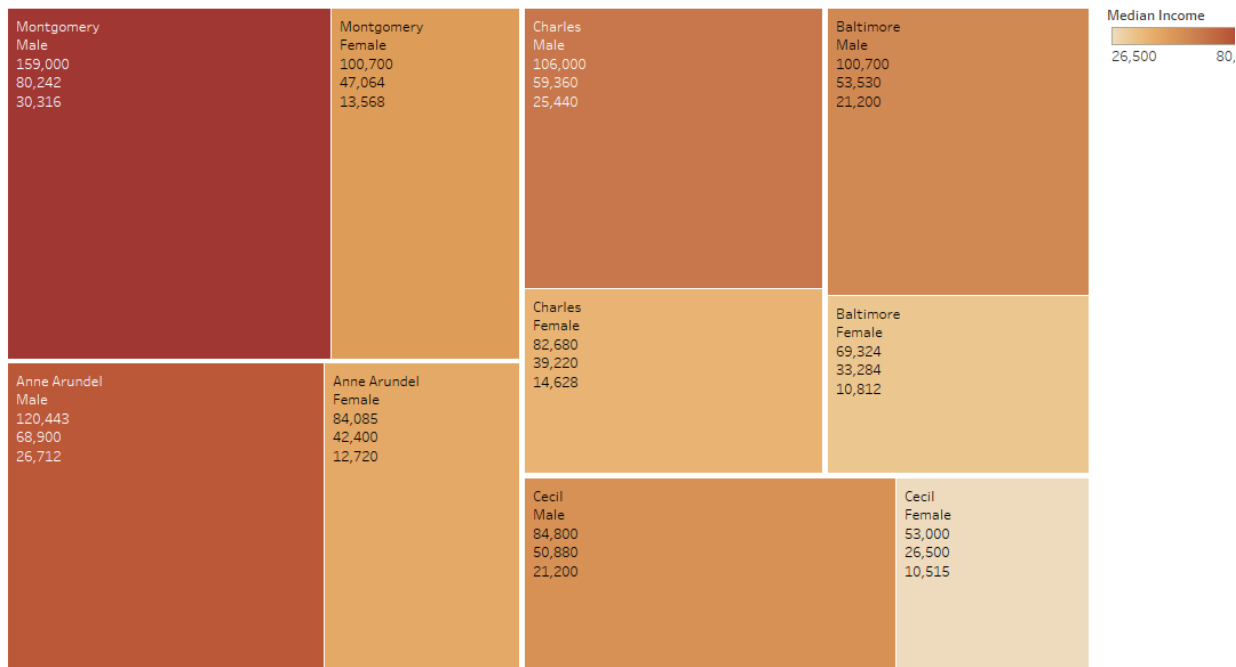 Montgomery
Male
159,000
80,242
30,316
Montgomery
Female
100,700
47,064
13,568
Charles
Male
106,000
59,360
25,440
Baltimore
Male
100,700
53,530
21,200
Median Income
26,500 80,
Charles
Female
82,680
39,220
14,628
Baltimore
Female
69,324
33,284
10,812
Anne Arundel
Male
120,443
68,900
26,712
Anne Arundel
Female
84,085
42,400
12,720
Cecil
Male
84,800
50,880
21,200
Cecil
Female
53,000
26,500
10,515